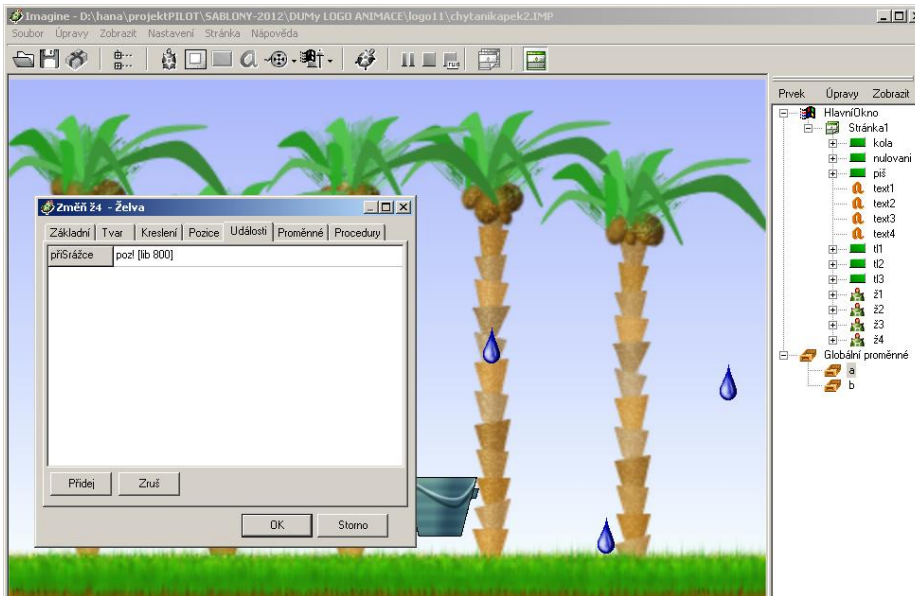 Imagine - D:\hana\projektPILOT\SABLONY-2012\DUMy LOGO ANIMACE\logo11\chytanikapek2.IMP
Soubor Úpravy Zobrazit Nastavení Stránka Nápověda
Prvek Úpravy Zobrazit
HlavníOkno
Stránka1
kola
nulovani
piš
text1
text2
text3
text4
tl1
tl2
tl3
ž1
ž2
ž3
ž4
Globální proměnné
a
b
Změň ž4 - Želva
Základní Tvar Kreslení Pozice Události Proměnné Procedury
přiSrážce poz! [lib 800]
Přidej Zruš
OK Storno